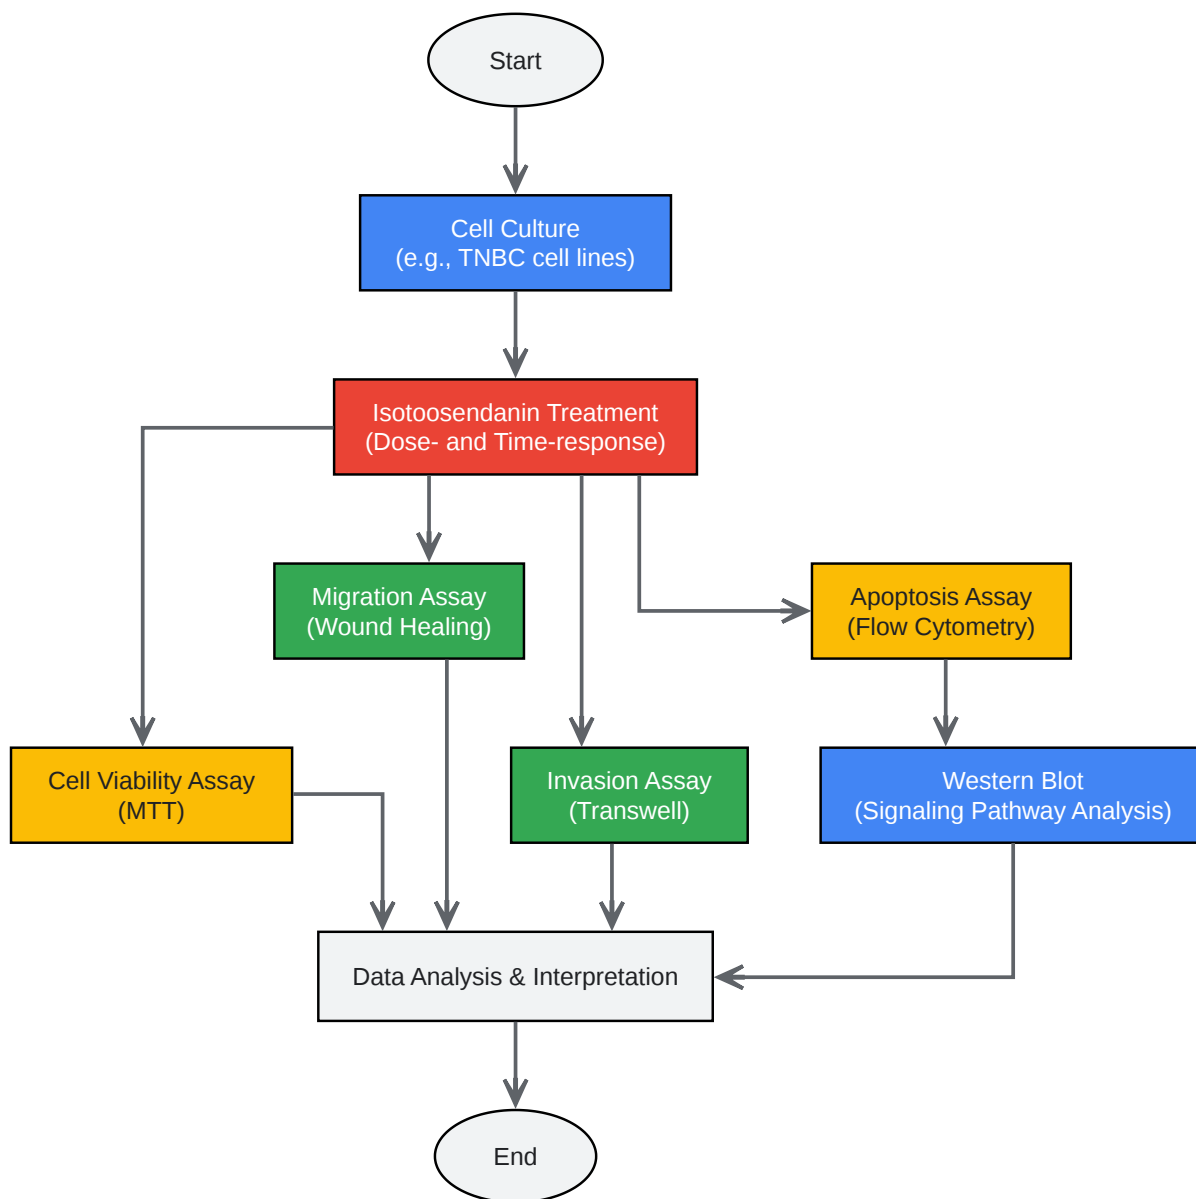 Start
Cell Culture
(e.g., TNBC cell lines)
Isotoosendanin Treatment
(Dose- and Time-response)
Migration Assay
(Wound Healing)
Apoptosis Assay
(Flow Cytometry)
Cell Viability Assay
(MTT)
Invasion Assay
(Transwell)
Western Blot
(Signaling Pathway Analysis)
Data Analysis & Interpretation
End